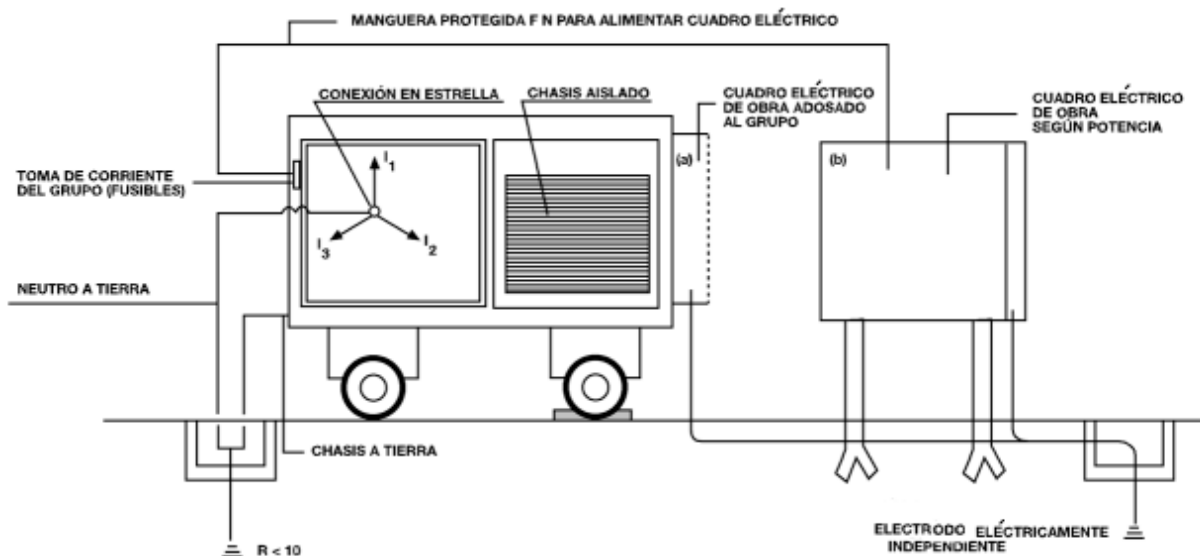 MANGUERA PROTEGIDA F N PARA ALIMENTAR CUADRO ELÉCTRICO
CONEXIÓN EN ESTRELLA
CHASIS AISLADO
CUADRO ELÉCTRICO
DE OBRA ADOSADO
AL GRUPO
CUADRO ELÉCTRICO
DE OBRA
SEGÚN POTENCIA
TOMA DE CORRIENTE
DEL GRUPO (FUSIBLES)
I1
I2
I3
(a)
(b)
NEUTRO A TIERRA
CHASIS A TIERRA
R < 10
ELECTRODO ELÉCTRICAMENTE
INDEPENDIENTE